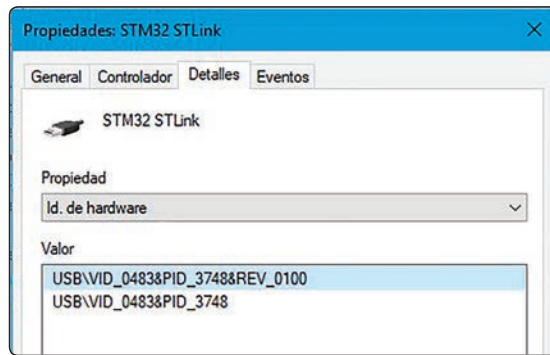 Propiedades: STM32 STLink
General Controlador Detalles Eventos
STM32 STLink
Propiedad
Id. de hardware
Valor
USB\VID_0483&PID_3748&REV_0100
USB\VID_0483&PID_3748